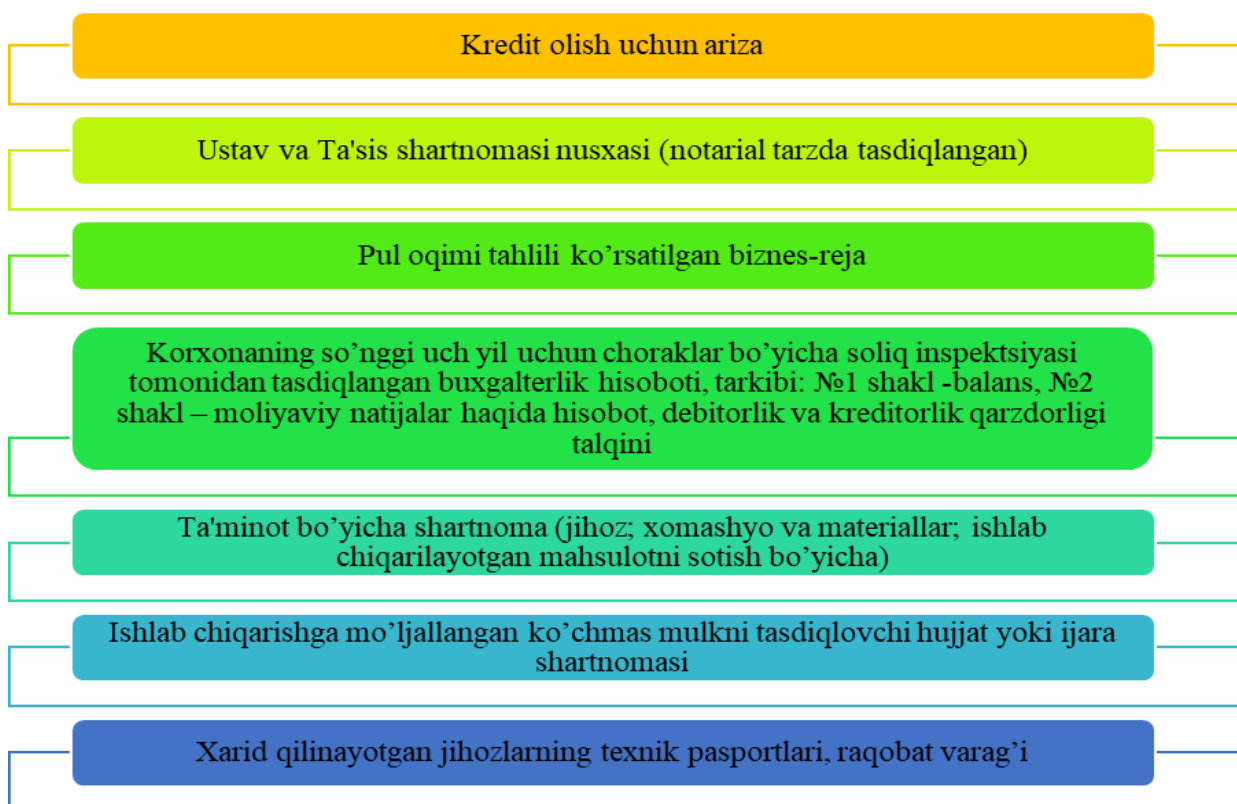 Kredit olish uchun ariza
Ustav va Ta'sis shartnomasi nusxasi (notarial tarzda tasdiqlangan)
Pul oqimi tahlili ko’rsatilgan biznes-reja
Korxonaning so’nggi uch yil uchun choraklar bo’yicha soliq inspektsiyasi
tomonidan tasdiqlangan buxgalterlik hisoboti, tarkibi: №1 shakl -balans, №2
shakl – moliyaviy natijalar haqida hisobot, debitorlik va kreditorlik qarzdorligi
talqini
Ta'minot bo’yicha shartnoma (jihoz; xomashyo va materiallar; ishlab
chiqarilayotgan mahsulotni sotish bo’yicha)
Ishlab chiqarishga mo’ljallangan ko’chmas mulkni tasdiqlovchi hujjat yoki ijara
shartnomasi
Xarid qilinayotgan jihozlarning texnik pasportlari, raqobat varag’i